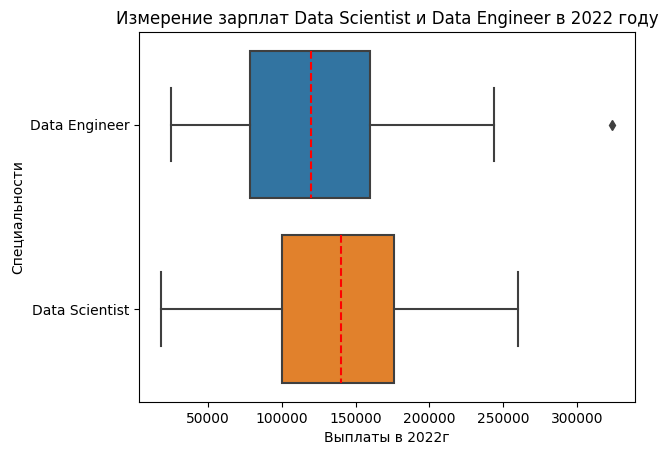 Измерение зарплат Data Scientist и Data Engineer в 2022 году
Специальности
Data Engineer
Data Scientist
50000 100000 150000 200000 250000 300000
Выплаты в 2022г